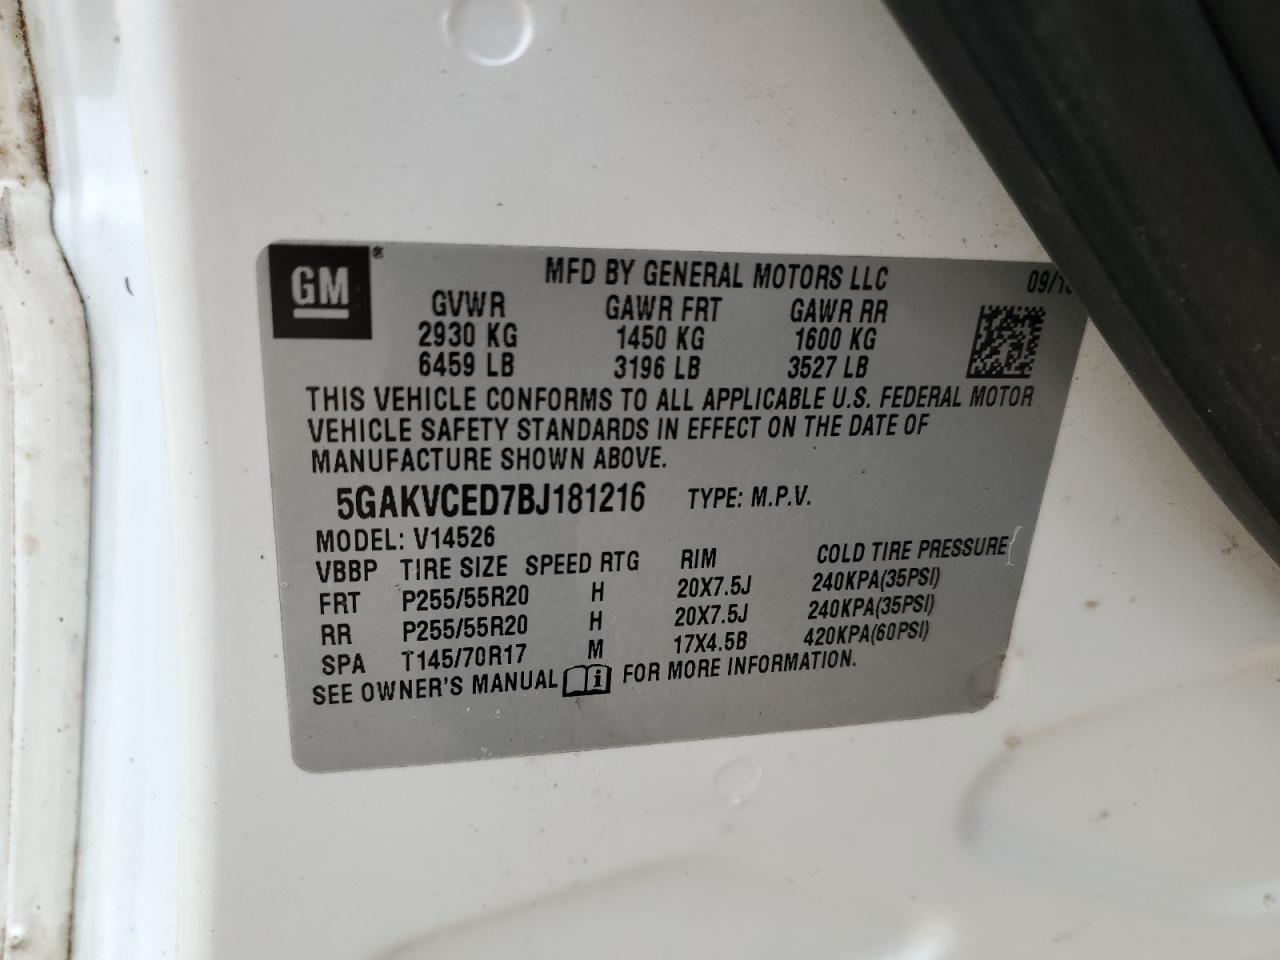 GM®
MFD BY GENERAL MOTORS LLC 09/
GVWR GAWR FRT GAWR RR
2930 KG 1450 KG 1600 KG
6459 LB 3196 LB 3527 LB
THIS VEHICLE CONFORMS TO ALL APPLICABLE U.S. FEDERAL MOTOR
VEHICLE SAFETY STANDARDS IN EFFECT ON THE DATE OF
MANUFACTURE SHOWN ABOVE.
5GAKVCED7BJ181216 TYPE: M.P.V.
MODEL: V14526
VBBP TIRE SIZE SPEED RTG RIM COLD TIRE PRESSURE
FRT P255/55R20 H 20X7.5J 240KPA(35PSI)
RR P255/55R20 H 20X7.5J 240KPA(35PSI)
SPA T145/70R17 M 17X4.5B 420KPA(60PSI)
SEE OWNER'S MANUAL i FOR MORE INFORMATION.